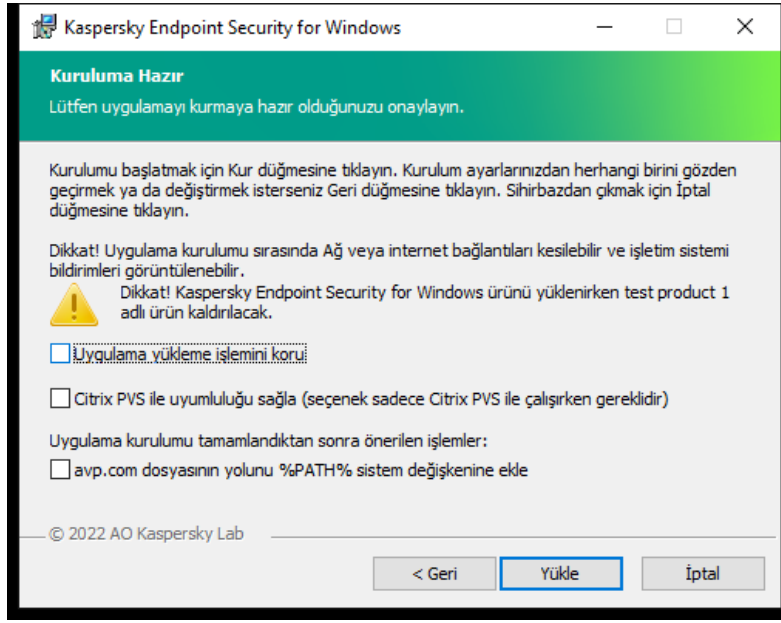 Kaspersky Endpoint Security for Windows
Kuruluma Hazır
Lütfen uygulamayı kurmaya hazır olduğunuzu onaylayın.
Kurulumu başlatmak için Kur düğmesine tıklayın. Kurulum ayarlarınızdan herhangi birini gözden
geçirmek ya da değiştirmek isterseniz Geri düğmesine tıklayın. Sihirbazdan çıkmak için İptal
düğmesine tıklayın.
Dikkat! Uygulama kurulumu sırasında Ağ veya internet bağlantıları kesilebilir ve işletim sistemi
bildirimleri görüntülenebilir.
Dikkat! Kaspersky Endpoint Security for Windows ürünü yüklenirken test product 1
adlı ürün kaldırılacak.
Uygulama yükleme işlemini koru
Citrix PVS ile uyumluluğu sağla (seçenek sadece Citrix PVS ile çalışırken gereklidir)
Uygulama kurulumu tamamlandıktan sonra önerilen işlemler:
avp.com dosyasının yolunu %PATH% sistem değişkenine ekle
© 2022 AO Kaspersky Lab
< Geri
Yükle
İptal